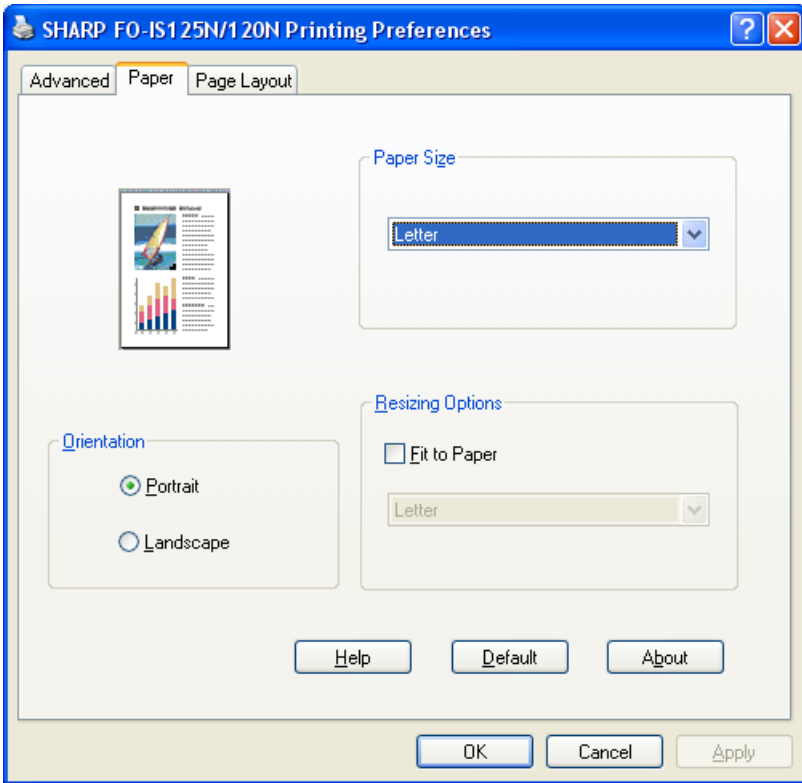 SHARP FO-IS125N/120N Printing Preferences
Advanced Paper Page Layout
Paper Size
Letter
Resizing Options
Fit to Paper
Letter
Orientation
Portrait
Landscape
Help Default About
OK Cancel Apply